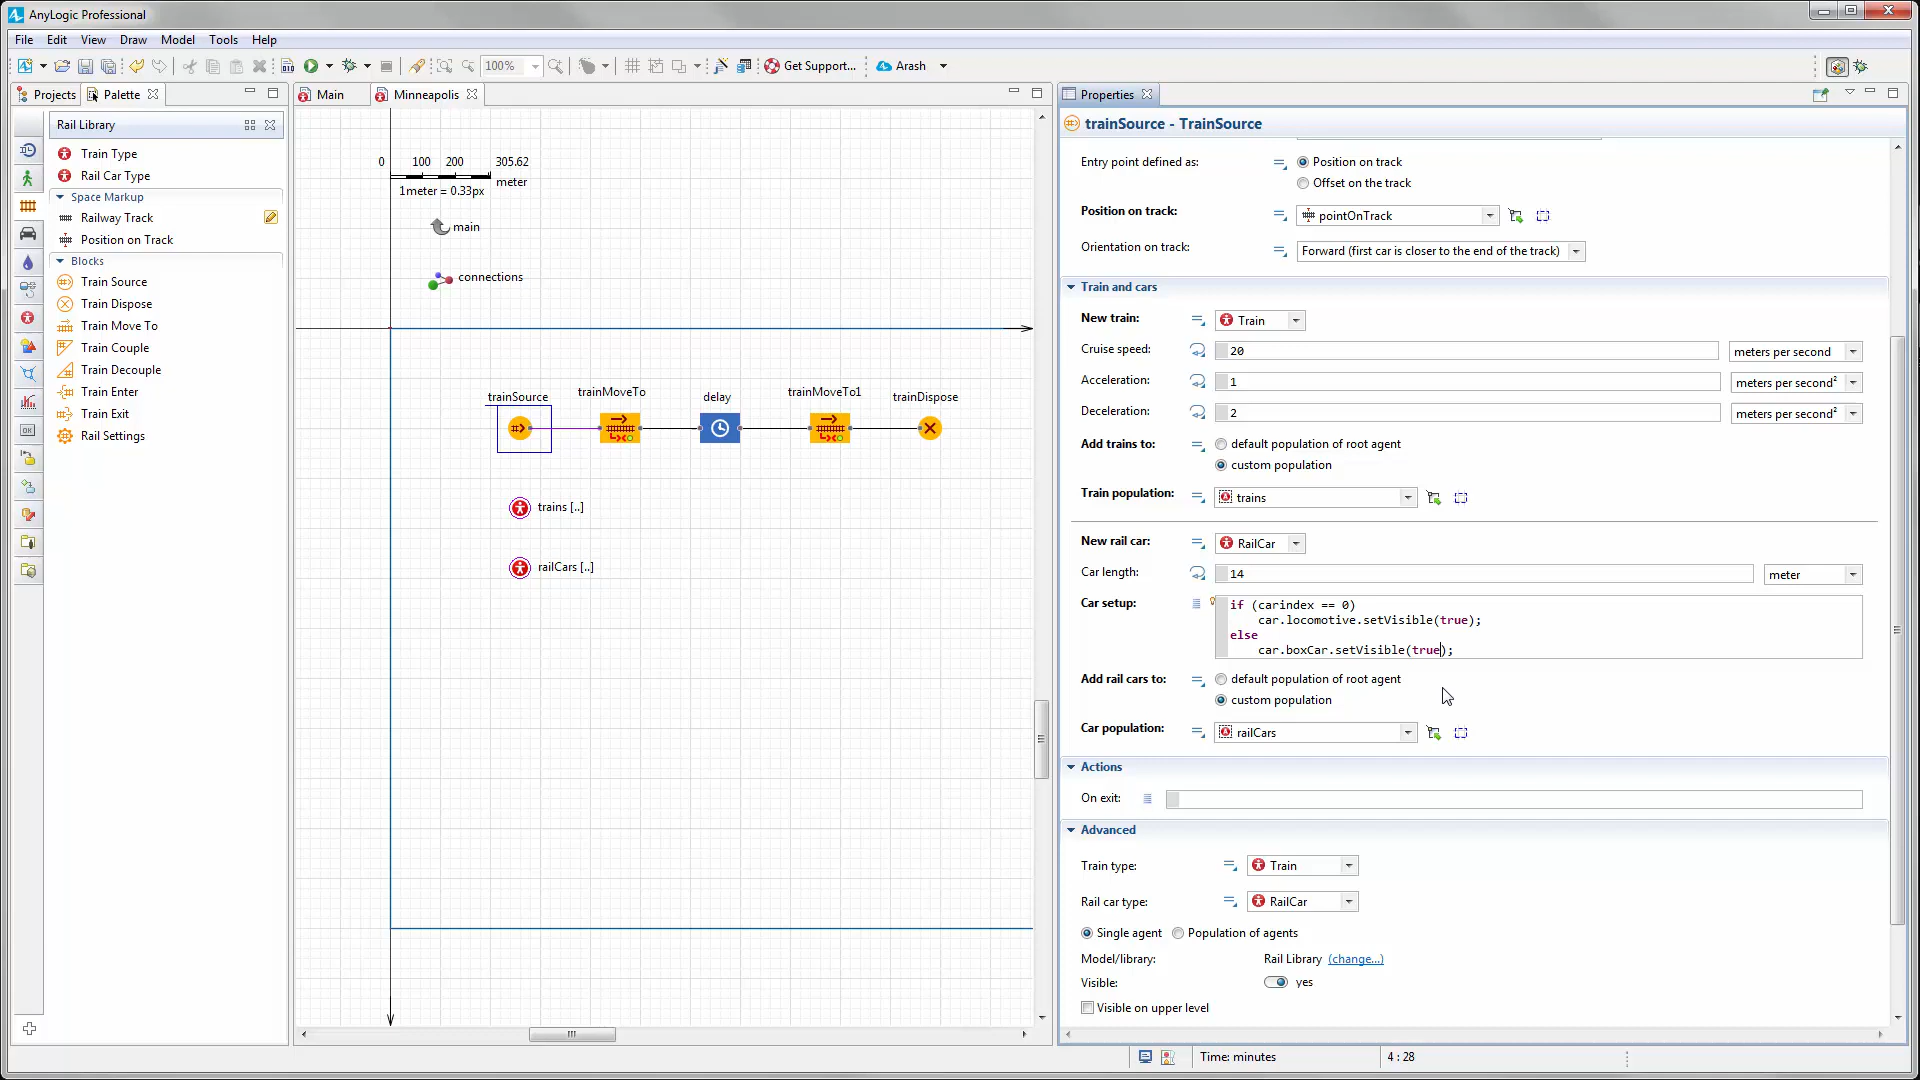 AnyLogic Professional
File Edit View Draw Model Tools Help
100% Get Support... Arash
Projects Palette
Main Minneapolis
Properties
Rail Library
Train Type
Rail Car Type
Space Markup
Railway Track
Position on Track
Blocks
Train Source
Train Dispose
Train Move To
Train Couple
Train Decouple
Train Enter
Train Exit
Rail Settings
0 100 200 305.62
meter
1meter = 0.33px
main
connections
trainSource trainMoveTo delay trainMoveTo1 trainDispose
trains [..]
railCars [..]
trainSource - TrainSource
Entry point defined as: Position on track
Offset on the track
Position on track: pointOnTrack
Orientation on track: Forward (first car is closer to the end of the track)
Train and cars
New train: Train
Cruise speed: 20 meters per second
Acceleration: 1 meters per second²
Deceleration: 2 meters per second²
Add trains to: default population of root agent
custom population
Train population: trains
New rail car: RailCar
Car length: 14 meter
Car setup: if (carindex == 0)
car.locomotive.setVisible(true);
else
car.boxCar.setVisible(true);
Add rail cars to: default population of root agent
custom population
Car population: railCars
Actions
On exit:
Advanced
Train type: Train
Rail car type: RailCar
Single agent Population of agents
Model/library: Rail Library (change...)
Visible: yes
Visible on upper level
Time: minutes 4 : 28